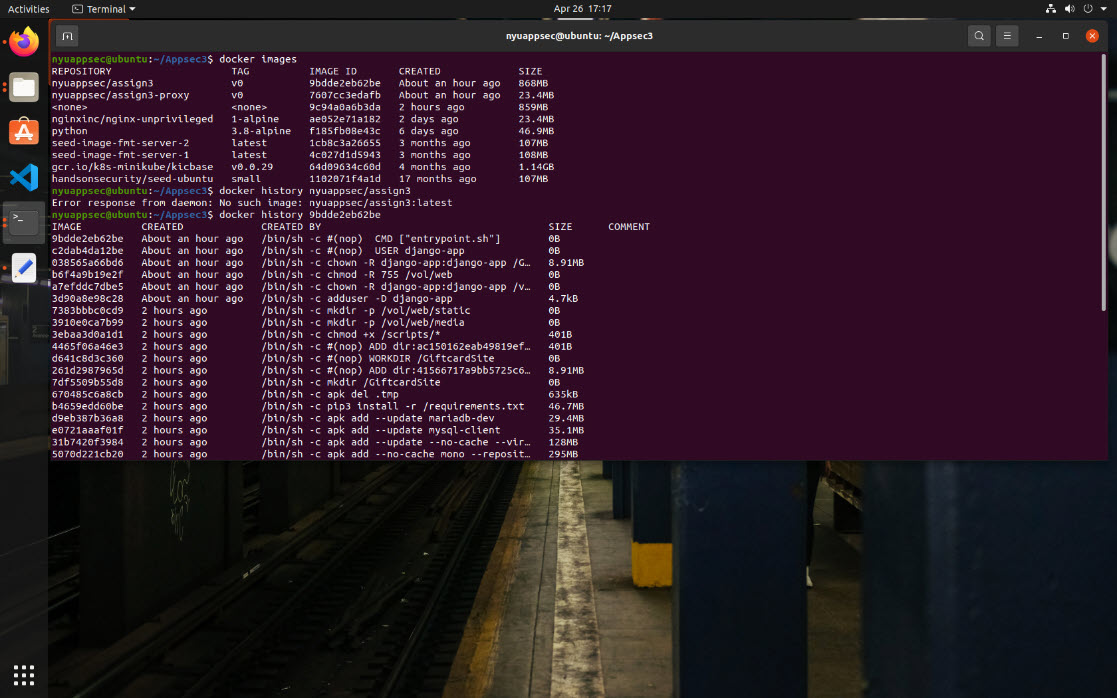 Activities Terminal Apr 26 17:17
nyuappsec@ubuntu: ~/Appsec3
nyuappsec@ubuntu:~/Appsec3$ docker images
REPOSITORY TAG IMAGE ID CREATED SIZE
nyuappsec/assign3 v0 9bdde2eb62be About an hour ago 868MB
nyuappsec/assign3-proxy v0 7607cc3edafb About an hour ago 23.4MB
<none> <none> 9c94a0a6b3da 2 hours ago 859MB
nginxinc/nginx-unprivileged 1-alpine ae052e71a182 2 days ago 23.4MB
python 3.8-alpine f185fb08e43c 6 days ago 46.9MB
seed-image-fmt-server-2 latest 1cb8c3a26655 3 months ago 107MB
seed-image-fmt-server-1 latest 4c027d1d5943 3 months ago 108MB
gcr.io/k8s-minikube/kicbase v0.0.29 64d09634c60d 4 months ago 1.14GB
handsonsecurity/seed-ubuntu small 1102071f4a1d 17 months ago 107MB
nyuappsec@ubuntu:~/Appsec3$ docker history nyuappsec/assign3
Error response from daemon: No such image: nyuappsec/assign3:latest
nyuappsec@ubuntu:~/Appsec3$ docker history 9bdde2eb62be
IMAGE CREATED CREATED BY SIZE COMMENT
9bdde2eb62be About an hour ago /bin/sh -c #(nop) CMD ["entrypoint.sh"] 0B
c2dab4da12be About an hour ago /bin/sh -c #(nop) USER django-app 0B
038565a66bd6 About an hour ago /bin/sh -c chown -R django-app:django-app /G… 8.91MB
b6f4a9b19e2f About an hour ago /bin/sh -c chmod -R 755 /vol/web 0B
a7efddc7dbe5 About an hour ago /bin/sh -c chown -R django-app:django-app /v… 0B
3d90a8e98c28 About an hour ago /bin/sh -c adduser -D django-app 4.7kB
7383bbbc0cd9 2 hours ago /bin/sh -c mkdir -p /vol/web/static 0B
3910e0ca7b99 2 hours ago /bin/sh -c mkdir -p /vol/web/media 0B
3ebaa3d0a1d1 2 hours ago /bin/sh -c chmod +x /scripts/* 401B
4465f06a46e3 2 hours ago /bin/sh -c #(nop) ADD dir:ac150162eab49819ef… 401B
d641c8d3c360 2 hours ago /bin/sh -c #(nop) WORKDIR /GiftcardSite 0B
261d2987965d 2 hours ago /bin/sh -c #(nop) ADD dir:41566717a9bb5725c6… 8.91MB
7df5509b55d8 2 hours ago /bin/sh -c mkdir /GiftcardSite 0B
670485c6a8cb 2 hours ago /bin/sh -c apk del .tmp 635kB
b4659edd60be 2 hours ago /bin/sh -c pip3 install -r /requirements.txt 46.7MB
d9eb387b36a8 2 hours ago /bin/sh -c apk add --update mariadb-dev 29.4MB
e0721aaaf01f 2 hours ago /bin/sh -c apk add --update mysql-client 35.1MB
31b7420f3984 2 hours ago /bin/sh -c apk add --update --no-cache --vir… 128MB
5070d221cb20 2 hours ago /bin/sh -c apk add --no-cache mono --reposit… 295MB